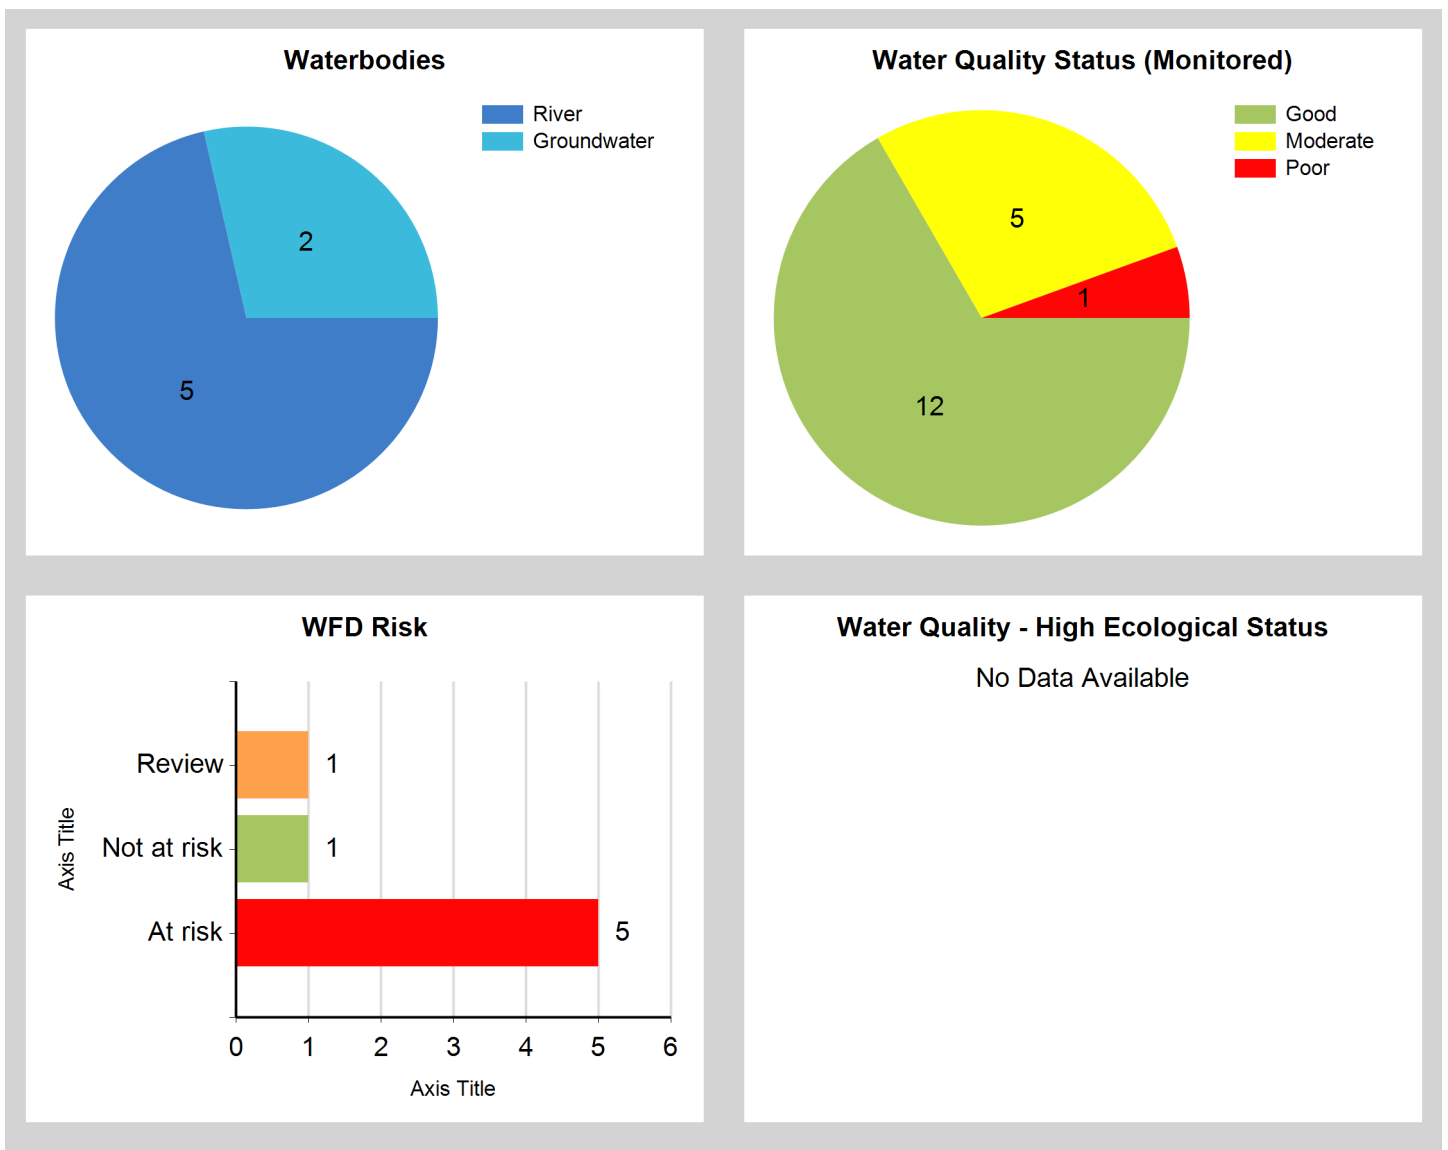 Waterbodies
River
Groundwater
2
5
Water Quality Status (Monitored)
Good
Moderate
Poor
5
1
12
WFD Risk
Review 1
Not at risk 1
At risk 5
Axis Title
0 1 2 3 4 5 6
Axis Title
Water Quality - High Ecological Status
No Data Available